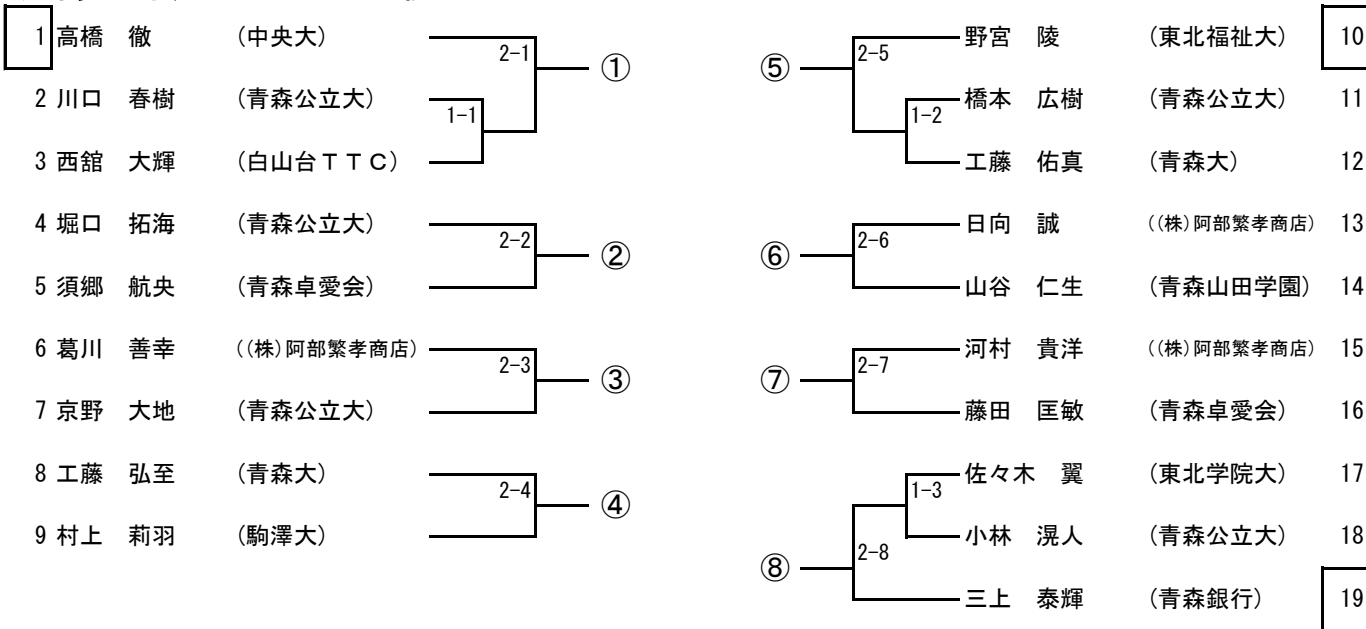 1 高橋 徹 (中央大)
2-1
①
2 川口 春樹 (青森公立大)
1-1
3 西舘 大輝 (白山台TTC)
4 堀口 拓海 (青森公立大)
2-2
②
5 須郷 航央 (青森卓愛会)
6 葛川 善幸 ((株)阿部繁孝商店)
2-3
③
7 京野 大地 (青森公立大)
8 工藤 弘至 (青森大)
2-4
④
9 村上 莉羽 (駒澤大)
野宮 陵 (東北福祉大) 10
2-5
⑤
橋本 広樹 (青森公立大) 11
1-2
工藤 佑真 (青森大) 12
日向 誠 ((株)阿部繁孝商店) 13
2-6
⑥
山谷 仁生 (青森山田学園) 14
河村 貴洋 ((株)阿部繁孝商店) 15
2-7
⑦
藤田 匡敏 (青森卓愛会) 16
佐々木 翼 (東北学院大) 17
1-3
小林 滉人 (青森公立大) 18
2-8
⑧
三上 泰輝 (青森銀行) 19